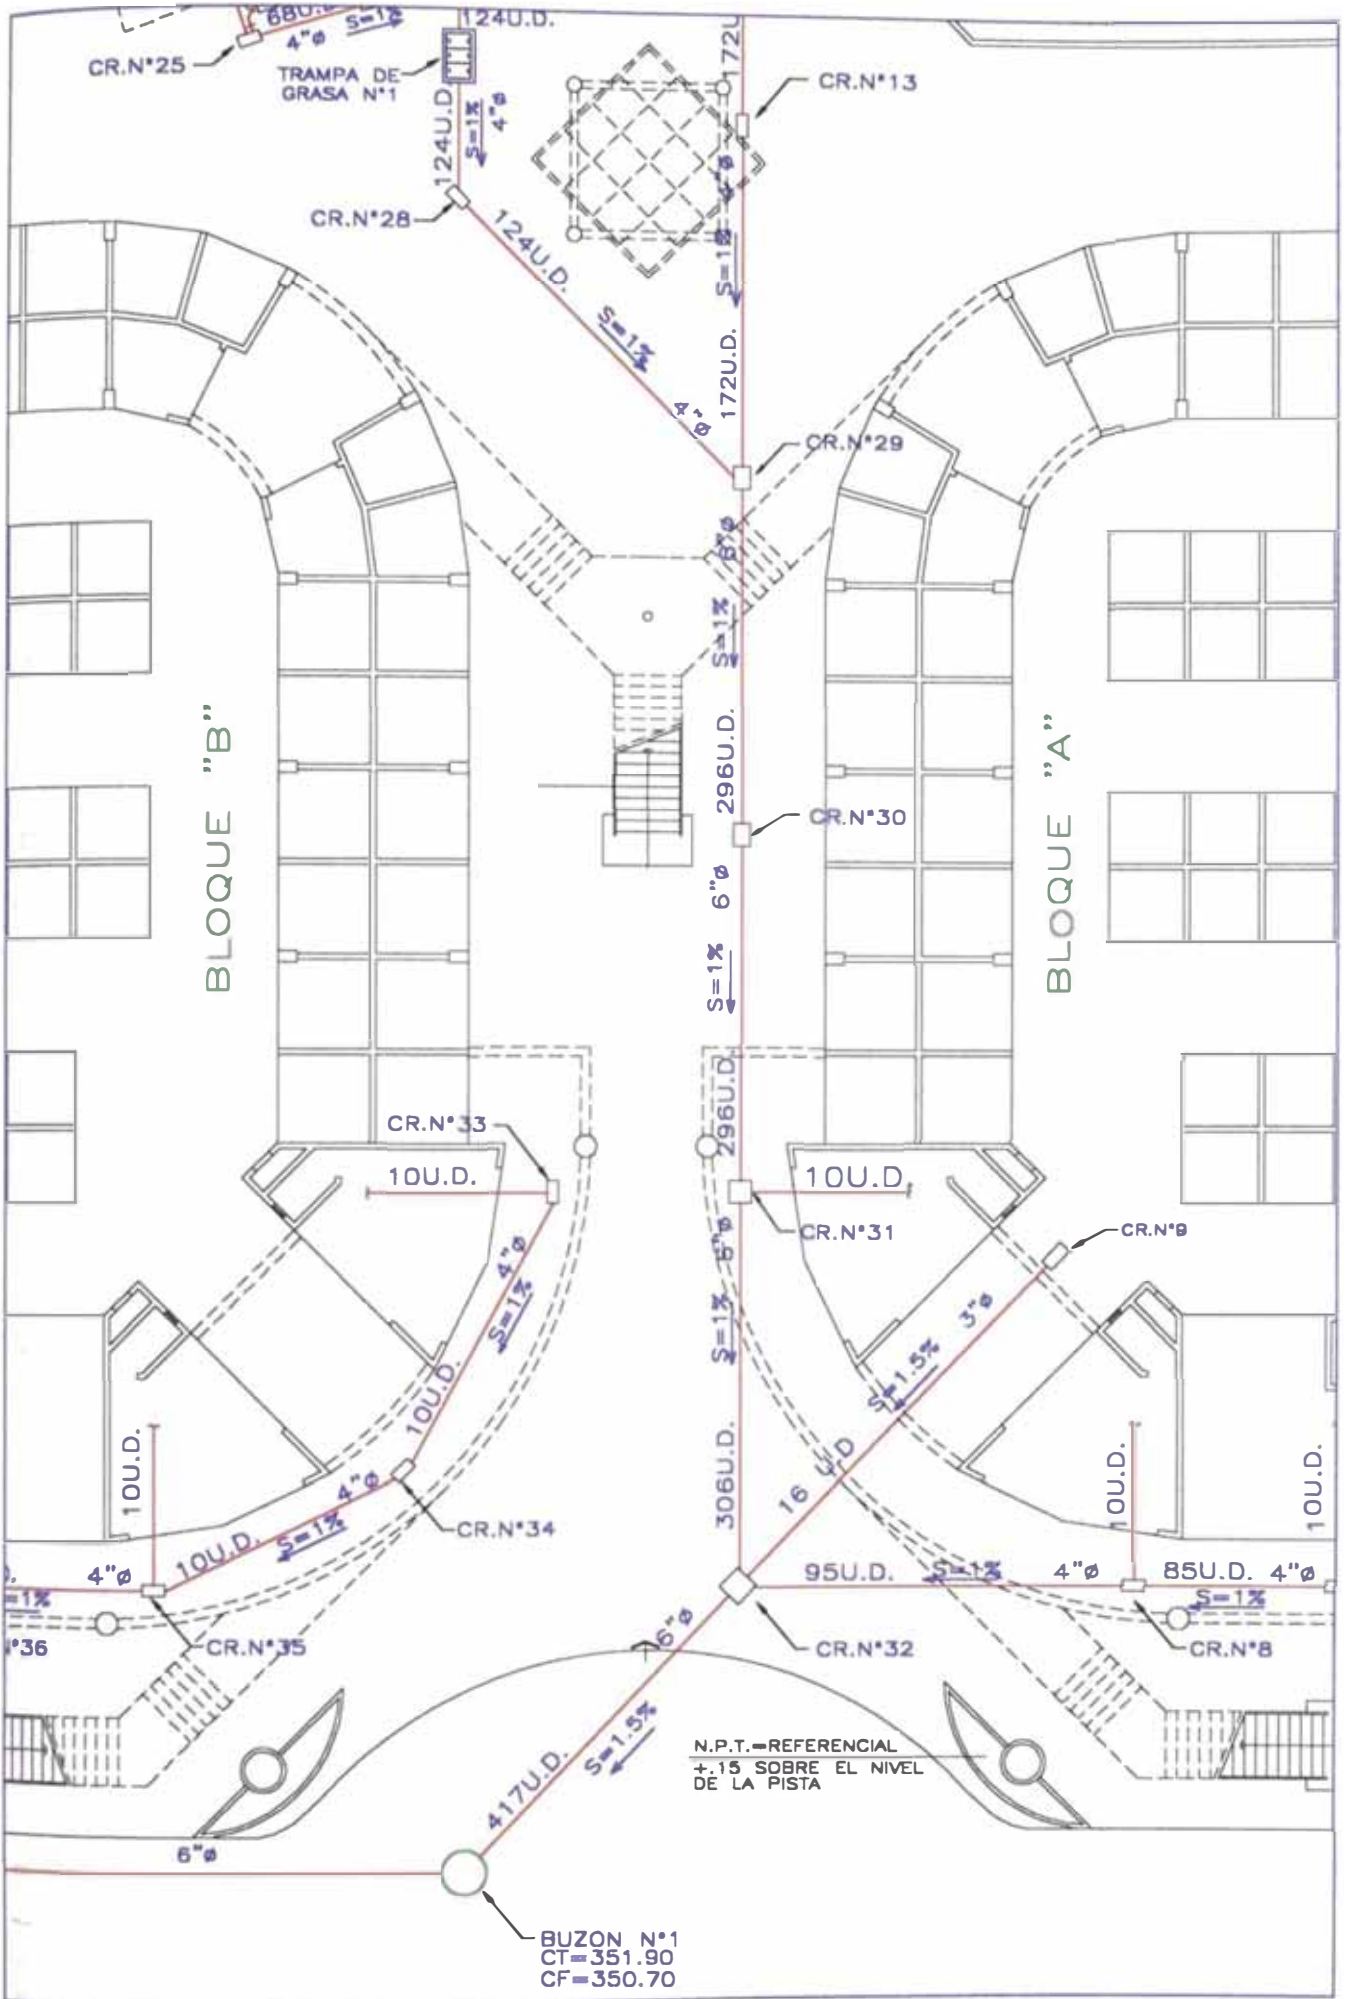 68U.D.
4"ø
S=1%
124U.D.
172U
CR.N°25
TRAMPA DE
GRASA N°1
CR.N°13
124U.D.
S=1%
4"ø
4"ø
CR.N°28
124U.D.
S=1%
S=1%
4"ø
172U.D.
CR.N°29
S=1%
296U.D.
BLOQUE "B"
BLOQUE "A"
CR.N°30
6"ø
S=1%
296U.D.
CR.N°33
10U.D.
10U.D
CR.N°31
CR.N°9
4"ø
S=1%
S=1%
3"ø
S=1.5%
10U.D.
10U.D.
4"ø
306U.D.
16
D
10U.D.
10U.D.
CR.N°34
S=1%
10U.D.
4"ø
=1%
95U.D.
S=1%
4"ø
85U.D.
4"ø
S=1%
°36
CR.N°35
6"ø
CR.N°32
CR.N°8
417U.D.
S=1.5%
N.P.T.=REFERENCIAL
+.15 SOBRE EL NIVEL
DE LA PISTA
6"ø
BUZON N°1
CT=351.90
CF=350.70